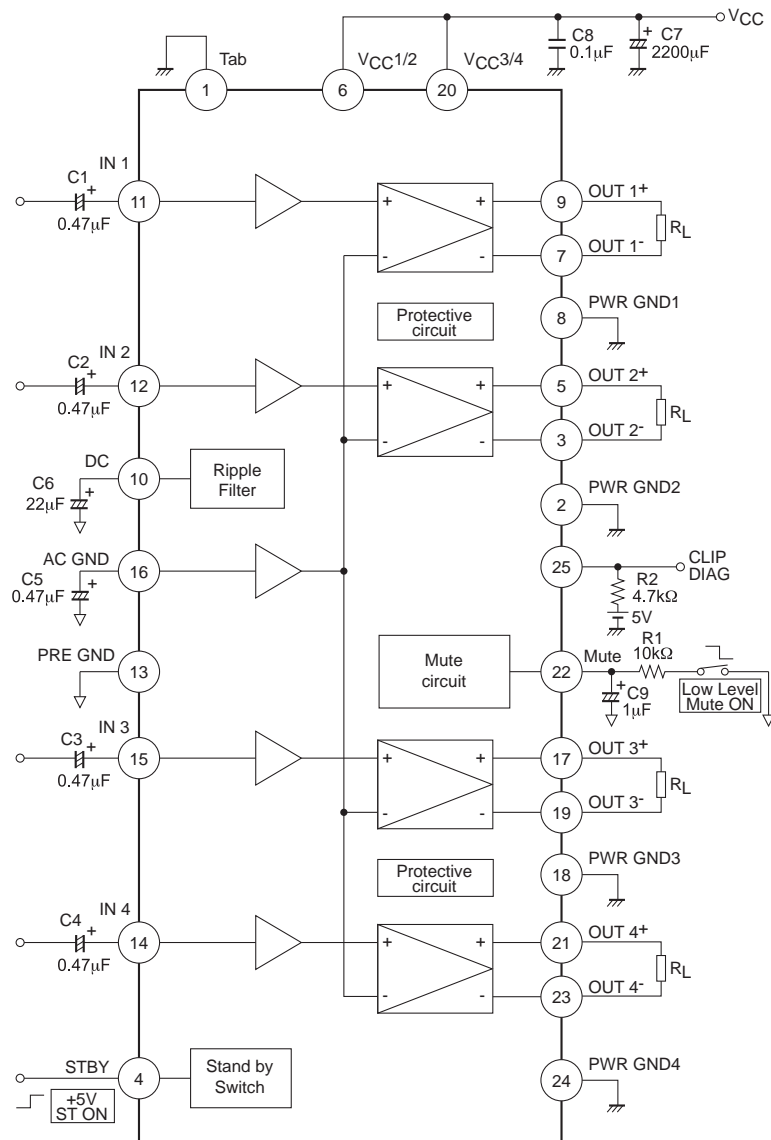 VCC
Tab
VCC1/2
VCC3/4
C8
0.1µF
+ C7
2200µF
1
6
20
IN 1
C1
+
0.47µF
11
+ +
- -
9
OUT 1+
RL
7
OUT 1-
Protective
circuit
8
PWR GND1
IN 2
C2
+
0.47µF
12
+ +
- -
5
OUT 2+
RL
3
OUT 2-
DC
C6
+
22µF
10
Ripple
Filter
2
PWR GND2
AC GND
C5
+
0.47µF
16
25
CLIP
DIAG
R2
4.7kΩ
5V
PRE GND
13
Mute
circuit
22
Mute
R1
10kΩ
+ C9
1µF
Low Level
Mute ON
IN 3
C3
+
0.47µF
15
+ +
- -
17
OUT 3+
RL
19
OUT 3-
Protective
circuit
18
PWR GND3
IN 4
C4
+
0.47µF
14
+ +
- -
21
OUT 4+
RL
23
OUT 4-
STBY
4
Stand by
Switch
+5V
ST ON
24
PWR GND4